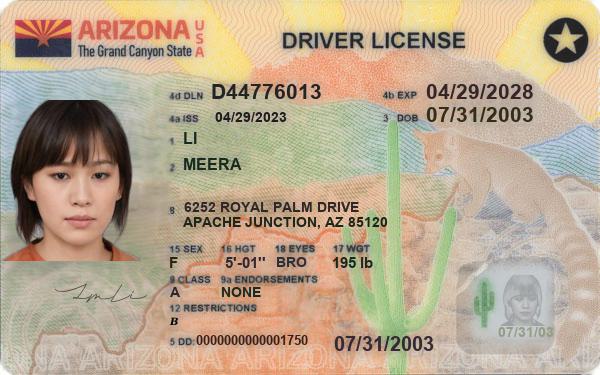 ARIZONA USA
The Grand Canyon State
DRIVER LICENSE
4d DLN D44776013
4b EXP 04/29/2028
4a ISS 04/29/2023
3 DOB 07/31/2003
1 LI
2 MEERA
8 6252 ROYAL PALM DRIVE
APACHE JUNCTION, AZ 85120
15 SEX 16 HGT 18 EYES 17 WGT
F 5'-01" BRO 195 lb
9 CLASS 9a ENDORSEMENTS
A NONE
12 RESTRICTIONS
B
5 DD: 0000000000001750
07/31/2003
07/31/03
ARIZONA ARIZONA ARIZONA ARIZONA